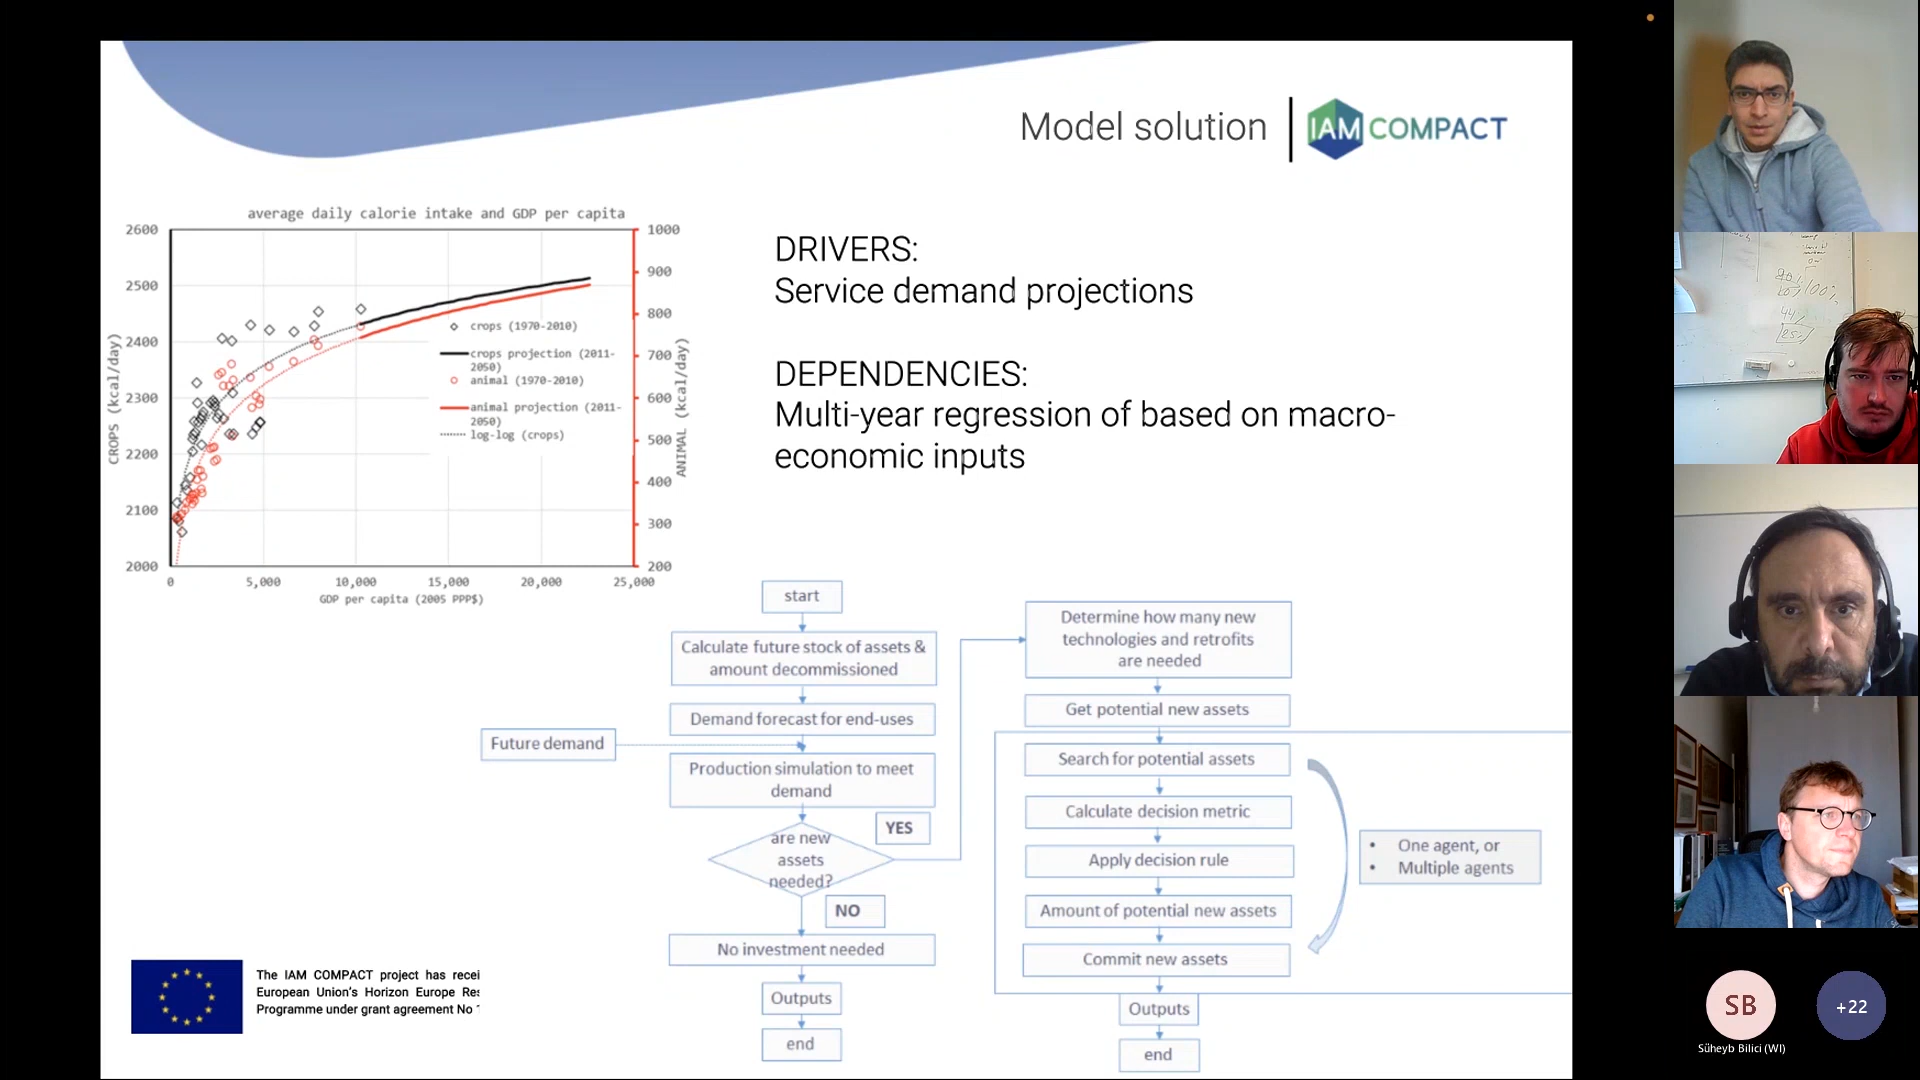 Model solution
IAM COMPACT
average daily calorie intake and GDP per capita
2600
2500
2400
2300
2200
2100
2000
CROPS (kcal/day)
1000
900
800
700
600
500
400
300
200
ANIMAL (kcal/day)
0
5,000
10,000
15,000
20,000
25,000
GDP per capita (2005 PPP$)
crops (1970-2010)
crops projection (2011-
2050)
animal (1970-2010)
animal projection (2011-
2050)
log-log (crops)
DRIVERS:
Service demand projections
DEPENDENCIES:
Multi-year regression of based on macro-
economic inputs
start
Calculate future stock of assets &
amount decommissioned
Demand forecast for end-uses
Future demand
Production simulation to meet
demand
are new
assets
needed?
YES
NO
No investment needed
Outputs
end
Determine how many new
technologies and retrofits
are needed
Get potential new assets
Search for potential assets
Calculate decision metric
Apply decision rule
Amount of potential new assets
Commit new assets
Outputs
end
• One agent, or
• Multiple agents
The IAM COMPACT project has recei
European Union's Horizon Europe Res
Programme under grant agreement No
SB
Süheyb Bilici (WI)
+22